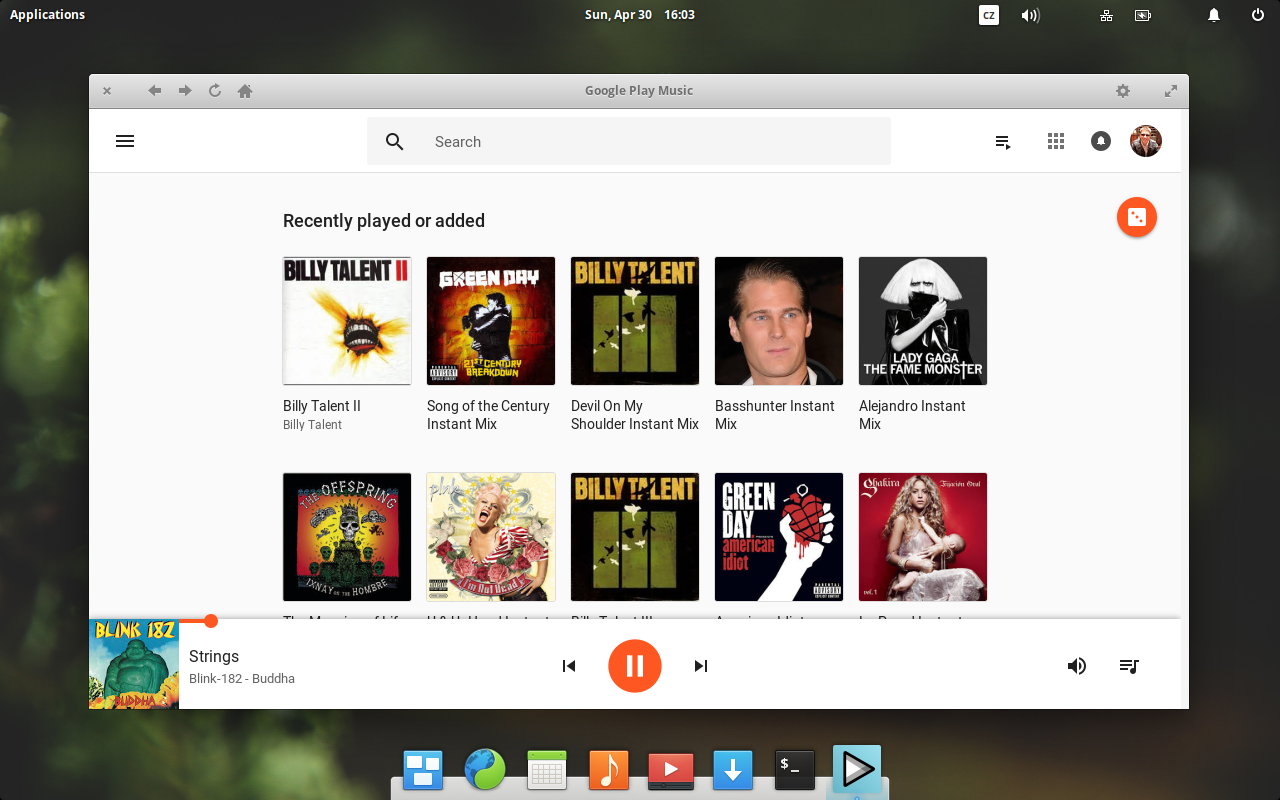 Applications
Sun, Apr 30 16:03
cz
Google Play Music
Search
Recently played or added
BILLY TALENT II
GREEN DAY
21ST CENTURY
BREAKDOWN
BILLY TALENT
LADY GAGA
THE FAME MONSTER
Billy Talent II
Billy Talent
Song of the Century
Instant Mix
Devil On My
Shoulder Instant Mix
Basshunter Instant
Mix
Alejandro Instant
Mix
THE OFFSPRING
IXNAY ON THE HOMBRE
p!nk
I'm Not Dead
BILLY TALENT
GREEN
DAY
american
idiot
Shakira
Fijación Oral
vol.1
BLINK 182
BUDDHA
Strings
Blink-182 - Buddha
$_